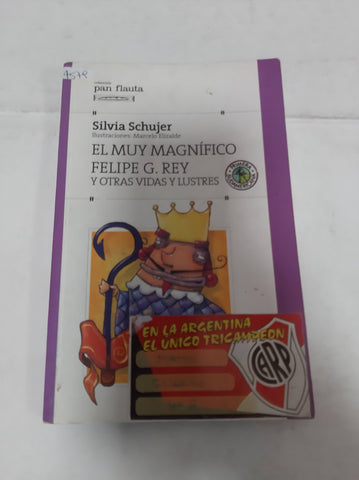 1579
colección
pan flauta
Silvia Schujer
Ilustraciones: Marcelo Elizalde
EL MUY MAGNÍFICO
FELIPE G. REY
Y OTRAS VIDAS Y LUSTRES
EN LA ARGENTINA
EL UNICO TRICAMPEON
CARP